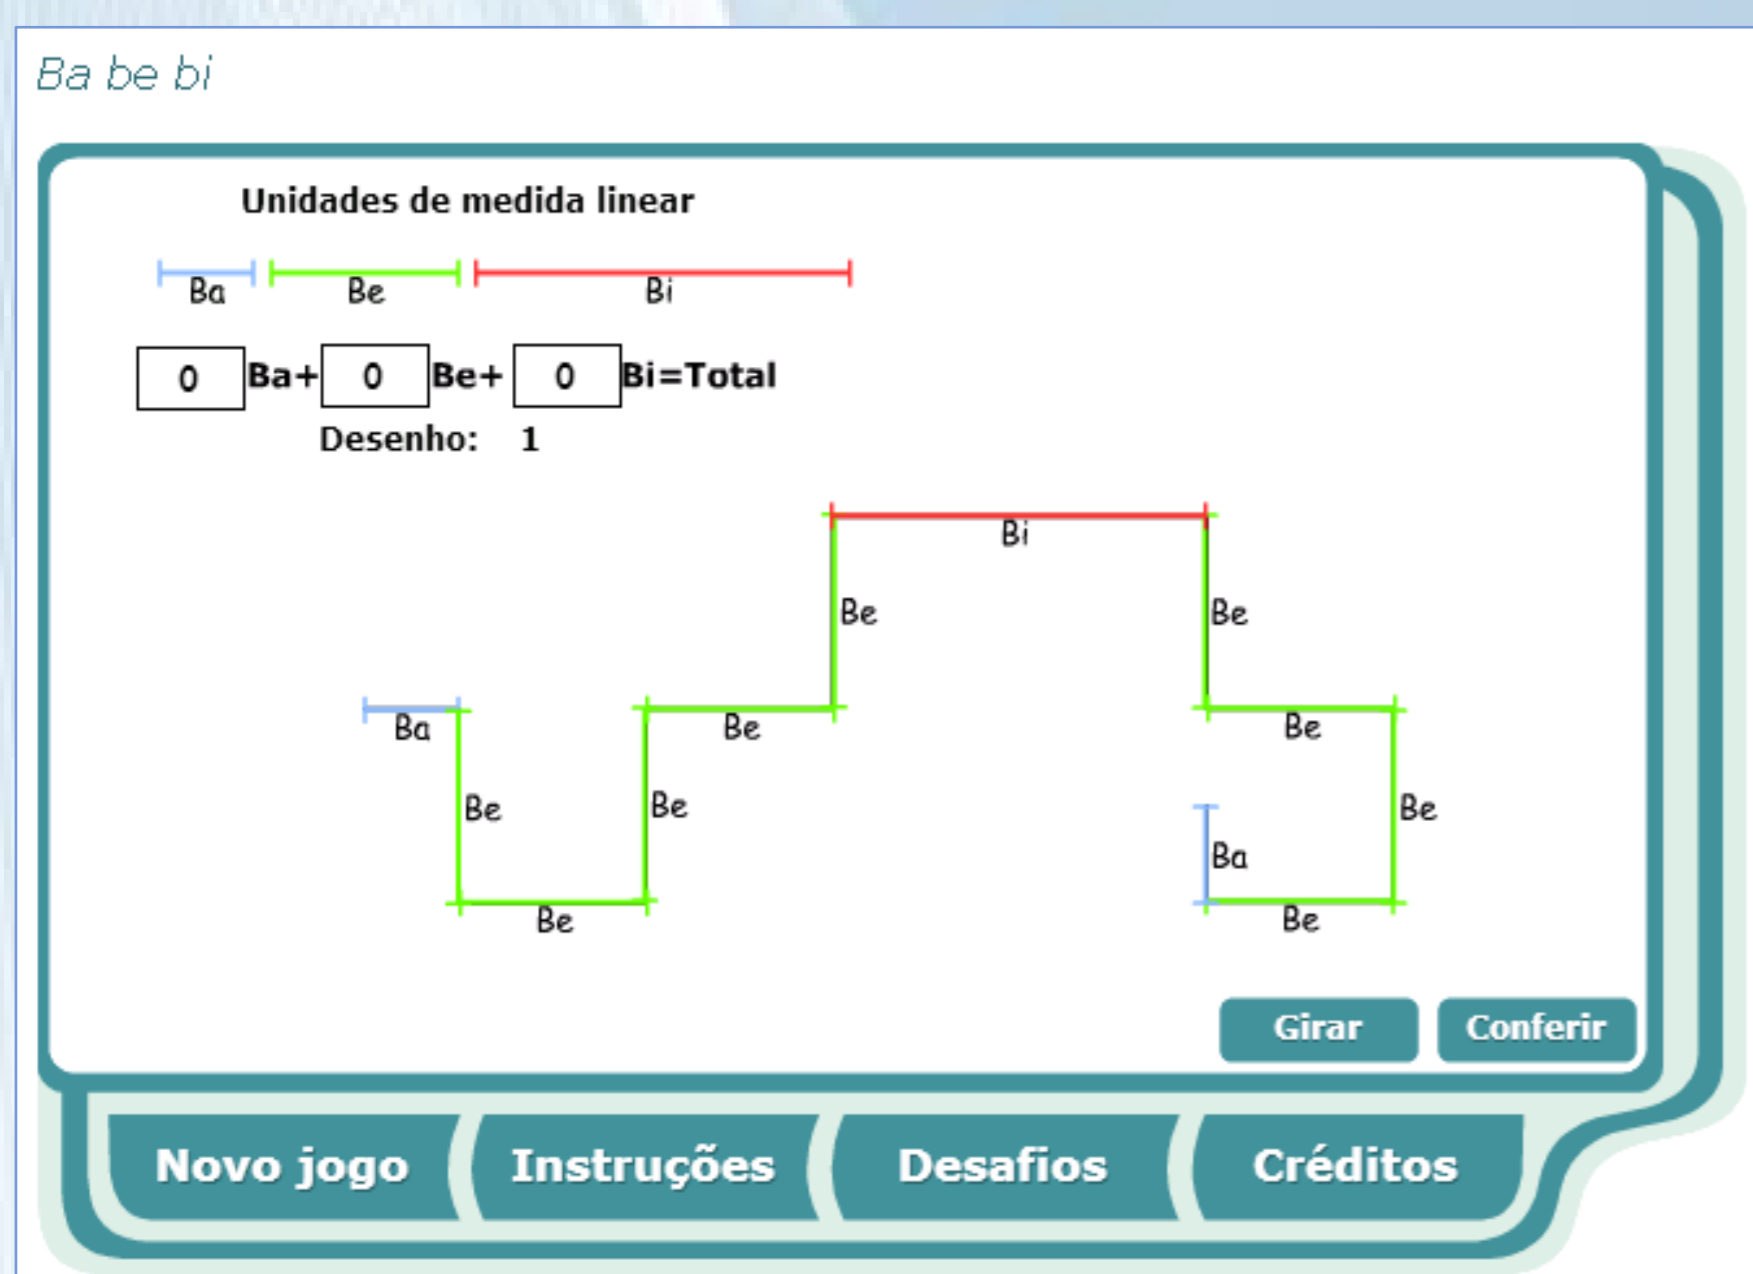 Ba be bi
Unidades de medida linear
Ba Be Bi
0 Ba+ 0 Be+ 0 Bi=Total
Desenho: 1
Bi
Be Be
Ba Be Be
Be Be Be
Ba
Be Be
Girar Conferir
Novo jogo Instruções Desafios Créditos